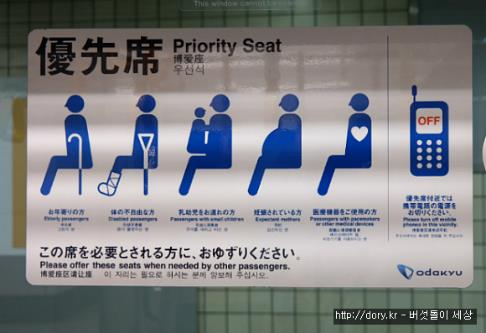 This window cannot be
優先席 Priority Seat
博爱座
우선석
お年寄りの方
Elderly passengers
体の不自由な方
Disabled passengers
乳幼児をお連れの方
Passengers with small children
妊娠されている方
Expectant mothers
医療機器をご使用の方
Passengers with pacemakers
or other medical devices
OFF
優先席付近では
携帯電話の電源を
お切りください。
Please turn off mobile
phones in this vicinity.
この席を必要とされる方に、おゆずりください。
Please offer these seats when needed by other passengers.
博爱座区请让座 이 자리는 필요로 하시는 분께 양보해 주십시오.
odakyu
http://dory.kr - 버섯돌이 세상